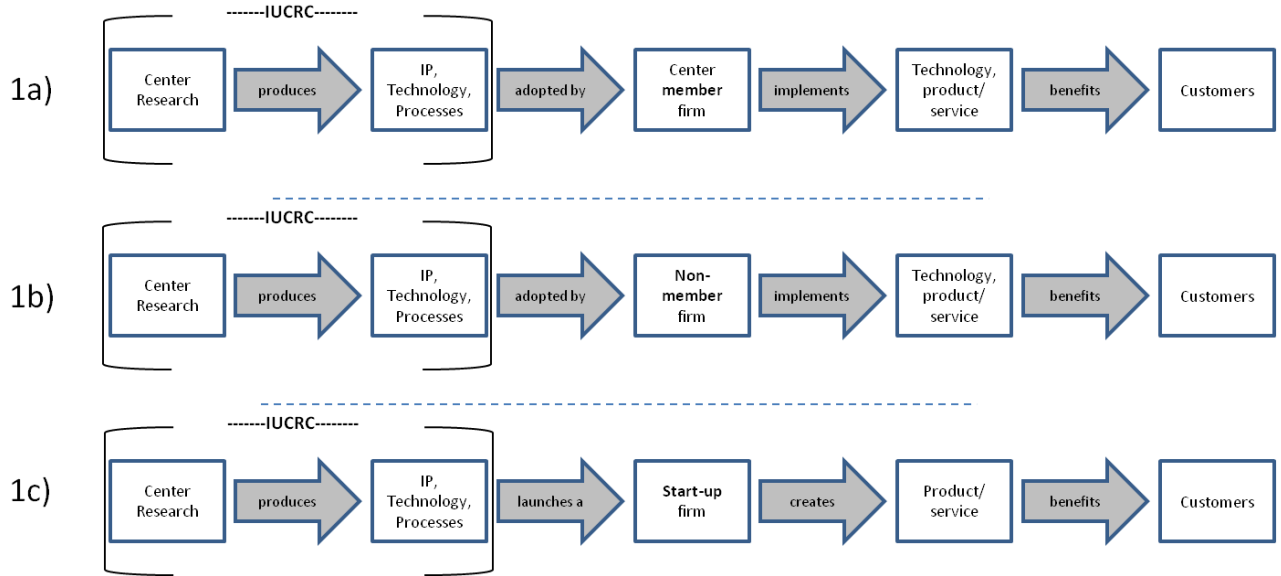 -------IUCRC--------
1a)
Center
Research
produces
IP,
Technology,
Processes
adopted by
Center
member
firm
implements
Technology,
product/
service
benefits
Customers
-------IUCRC--------
1b)
Center
Research
produces
IP,
Technology,
Processes
adopted by
Non-
member
firm
implements
Technology,
product/
service
benefits
Customers
-------IUCRC--------
1c)
Center
Research
produces
IP,
Technology,
Processes
launches a
Start-up
firm
creates
Product/
service
benefits
Customers